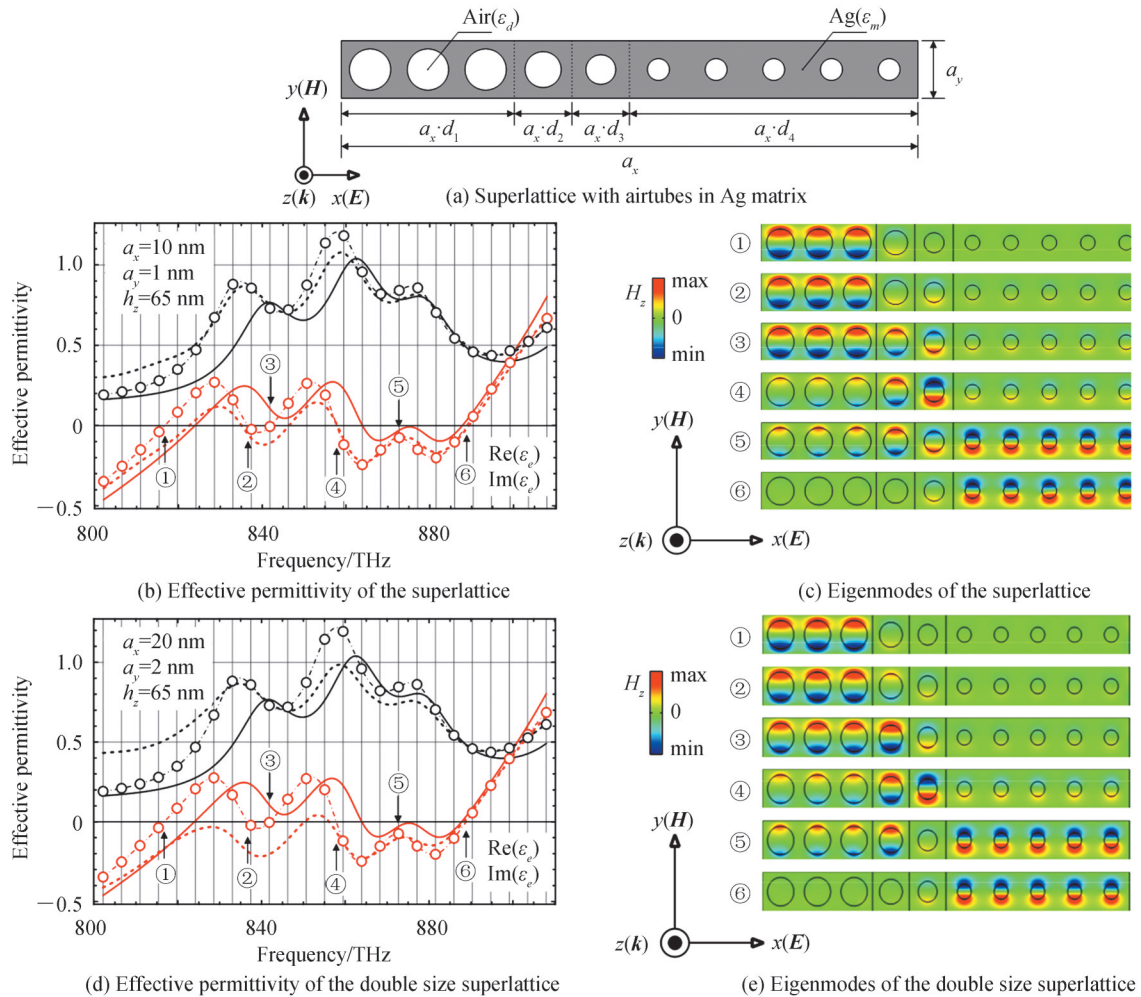 Air(ε_d)
Ag(ε_m)
y(H)
a_y
a_x·d_1
a_x·d_2
a_x·d_3
a_x·d_4
a_x
z(k)
x(E)
(a) Superlattice with airtubes in Ag matrix
a_x=10 nm
a_y=1 nm
h_z=65 nm
1.0
0.5
0
−0.5
Effective permittivity
①
②
③
④
⑤
⑥
Re(ε_e)
Im(ε_e)
800
840
880
Frequency/THz
(b) Effective permittivity of the superlattice
H_z
max
0
min
①
②
③
④
⑤
⑥
y(H)
z(k)
x(E)
(c) Eigenmodes of the superlattice
a_x=20 nm
a_y=2 nm
h_z=65 nm
1.0
0.5
0
−0.5
Effective permittivity
①
②
③
④
⑤
⑥
Re(ε_e)
Im(ε_e)
800
840
880
Frequency/THz
(d) Effective permittivity of the double size superlattice
H_z
max
0
min
①
②
③
④
⑤
⑥
y(H)
z(k)
x(E)
(e) Eigenmodes of the double size superlattice